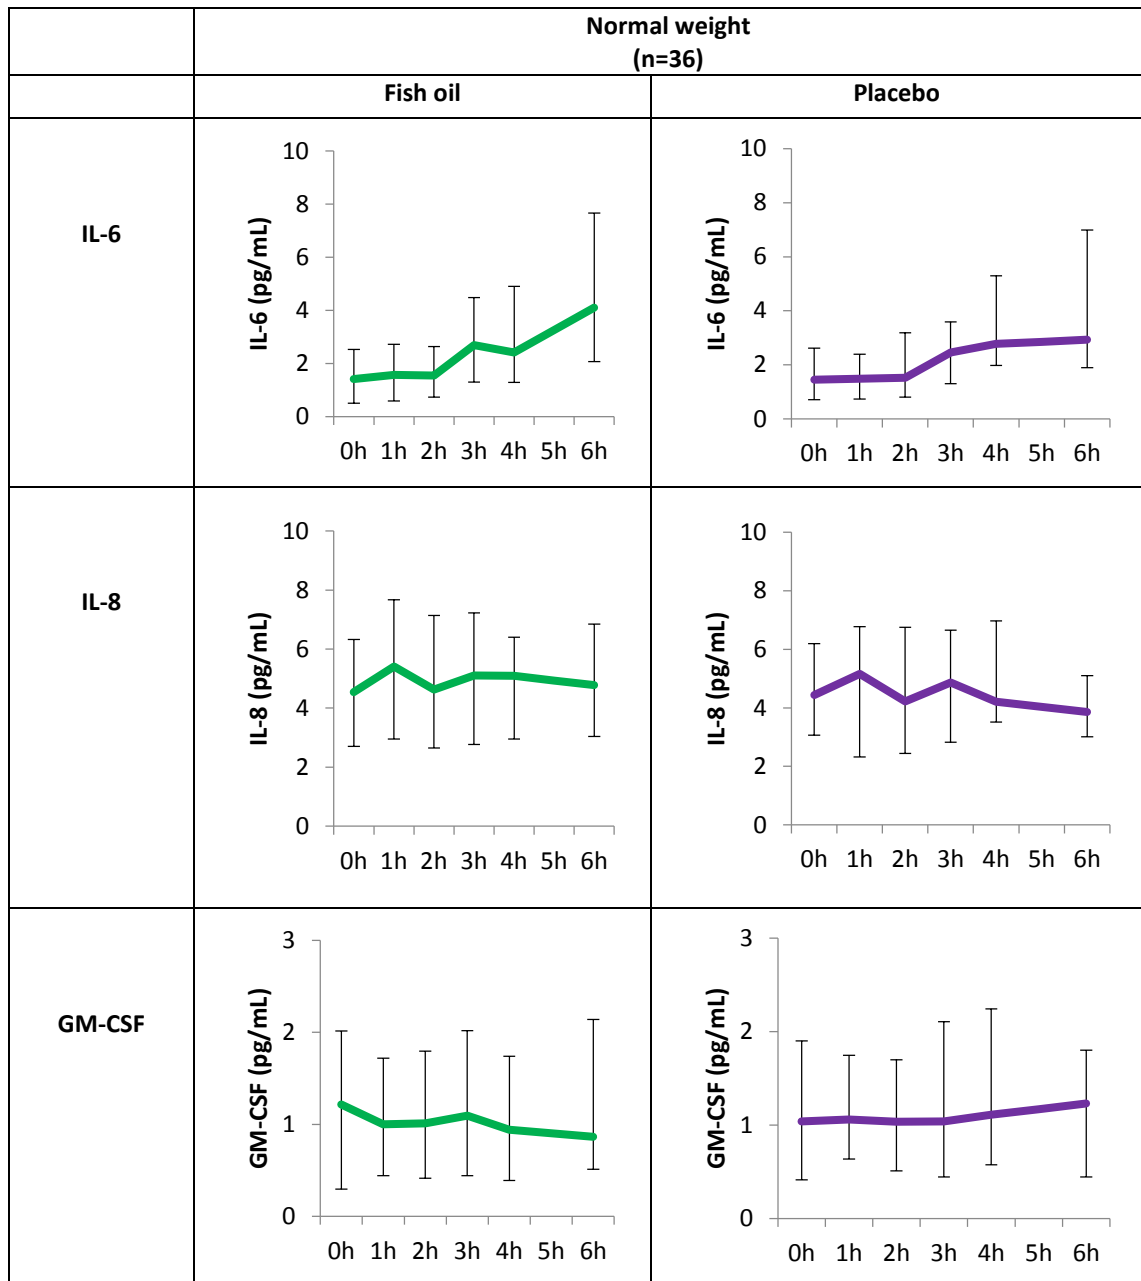 Normal weight
(n=36)
Fish oil
Placebo
IL-6
IL-6 (pg/mL)
10
8
6
4
2
0
0h 1h 2h 3h 4h 5h 6h
IL-6 (pg/mL)
10
8
6
4
2
0
0h 1h 2h 3h 4h 5h 6h
IL-8
IL-8 (pg/mL)
10
8
6
4
2
0
0h 1h 2h 3h 4h 5h 6h
IL-8 (pg/mL)
10
8
6
4
2
0
0h 1h 2h 3h 4h 5h 6h
GM-CSF
GM-CSF (pg/mL)
3
2
1
0
0h 1h 2h 3h 4h 5h 6h
GM-CSF (pg/mL)
3
2
1
0
0h 1h 2h 3h 4h 5h 6h